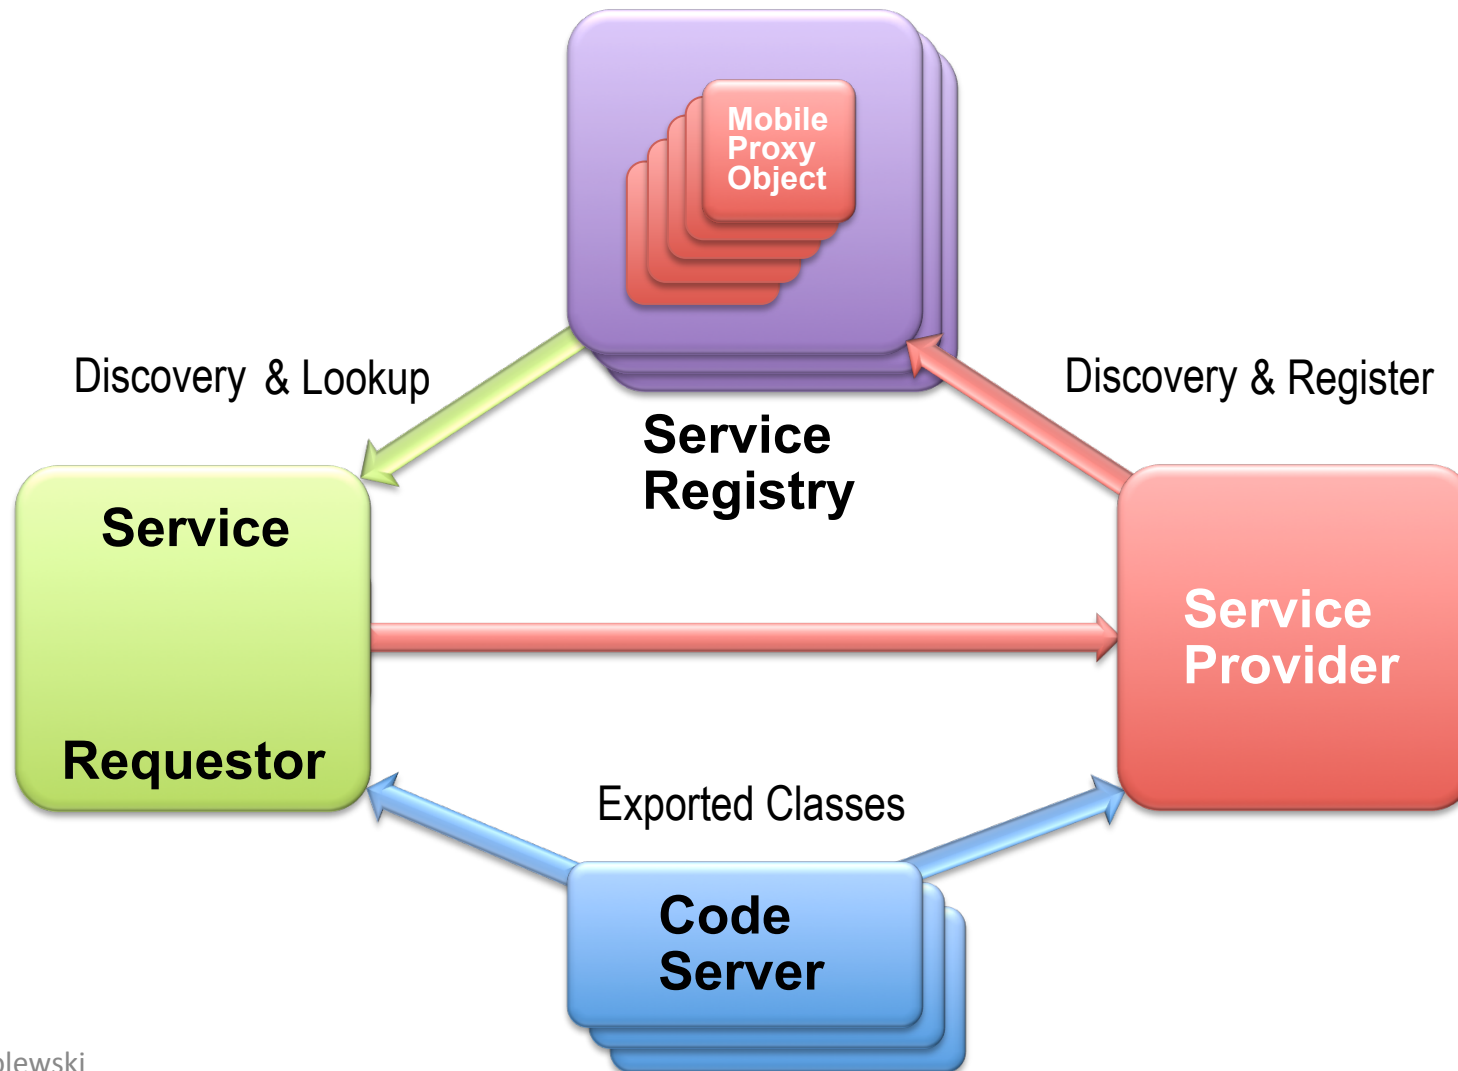 Mobile
Proxy
Object
Discovery & Lookup
Discovery & Register
Service
Registry
Service
Requestor
Service
Provider
Exported Classes
Code
Server